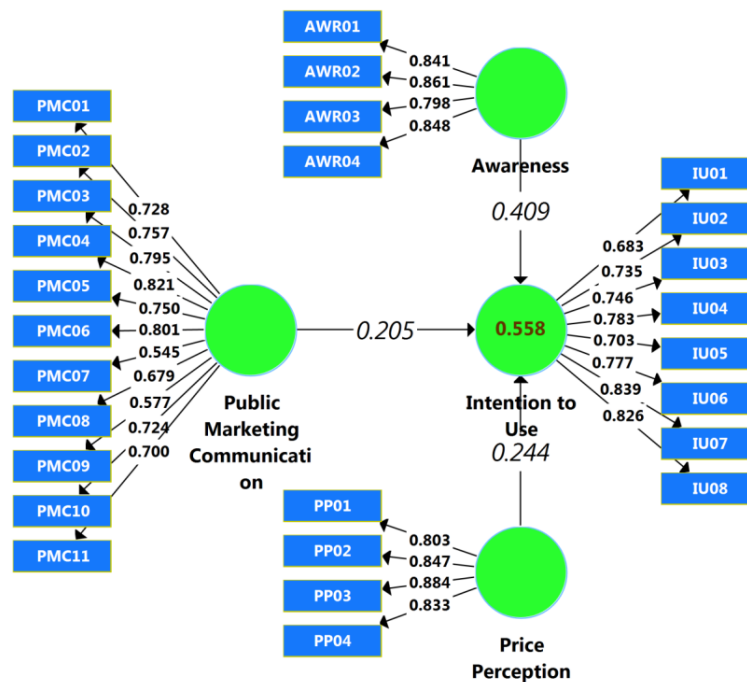 AWR01
AWR02
AWR03
AWR04
0.841
0.861
0.798
0.848
Awareness
0.409
PMC01
PMC02
PMC03
PMC04
PMC05
PMC06
PMC07
PMC08
PMC09
PMC10
PMC11
0.728
0.757
0.795
0.821
0.750
0.801
0.545
0.679
0.577
0.724
0.700
Public
Marketing
Communicati
on
0.205
0.558
Intention to
Use
0.683
0.735
0.746
0.783
0.703
0.777
0.839
0.826
IU01
IU02
IU03
IU04
IU05
IU06
IU07
IU08
0.244
PP01
PP02
PP03
PP04
0.803
0.847
0.884
0.833
Price
Perception